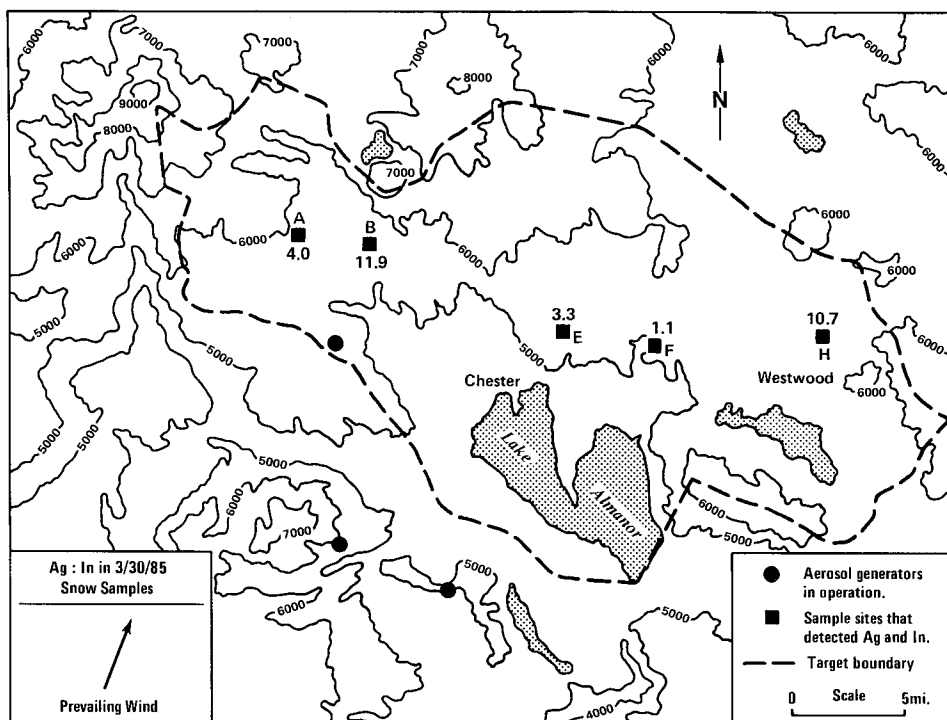 6000
7000
7000
7000
6000
8000
9000
8000
7000
6000
6000
N
A
4.0
6000
B
11.9
6000
6000
6000
6000
5000
3.3
E
1.1
F
10.7
H
5000
Chester
Westwood
6000
6000
5000
5000
Lake
Almanor
5000
6000
7000
6000
5000
6000
5000
5000
4000
Ag : In in 3/30/85
Snow Samples
Prevailing Wind
Aerosol generators
in operation.
Sample sites that
detected Ag and In.
Target boundary
0 Scale 5mi.